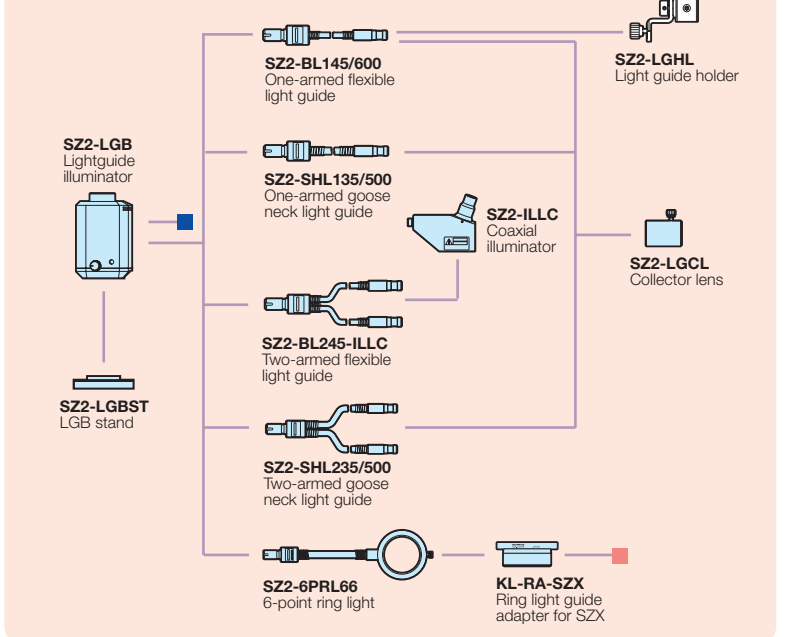 SZ2-BL145/600
One-armed flexible
light guide
SZ2-LGHL
Light guide holder
SZ2-LGB
Lightguide
illuminator
SZ2-SHL135/500
One-armed goose
neck light guide
SZ2-ILLC
Coaxial
illuminator
SZ2-LGCL
Collector lens
SZ2-BL245-ILLC
Two-armed flexible
light guide
SZ2-LGBST
LGB stand
SZ2-SHL235/500
Two-armed goose
neck light guide
SZ2-6PRL66
6-point ring light
KL-RA-SZX
Ring light guide
adapter for SZX